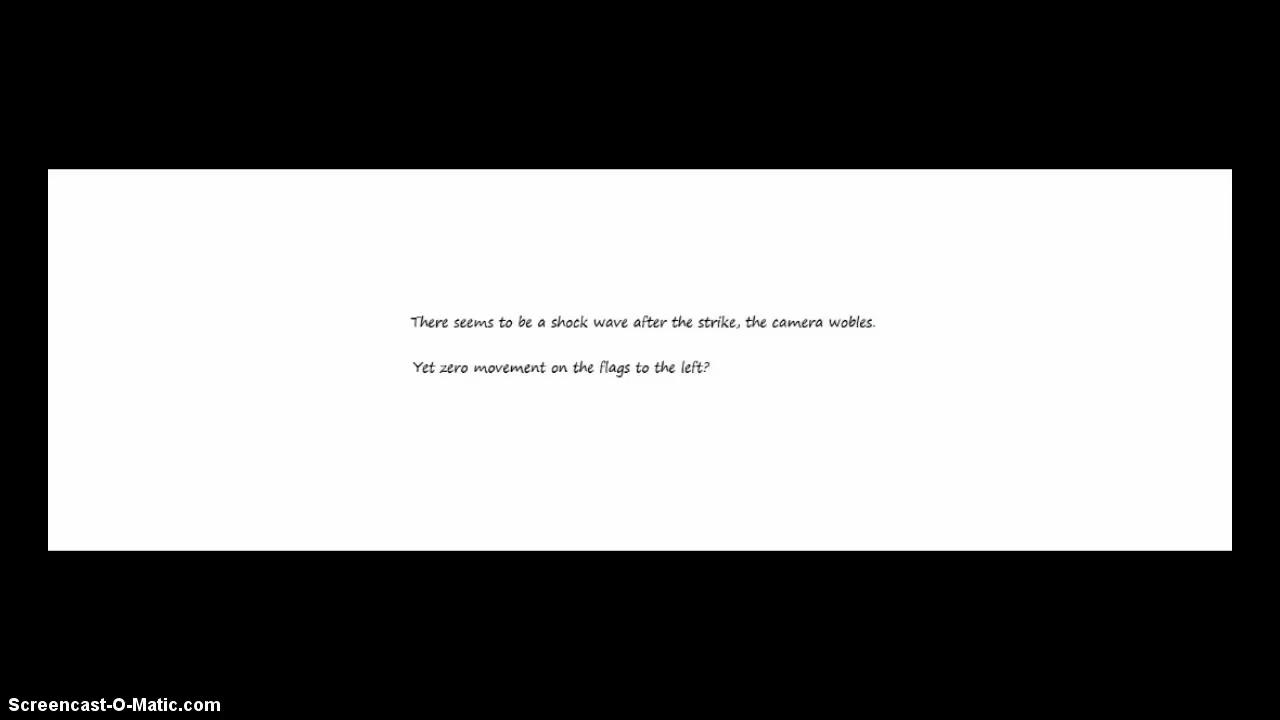 There seems to be a shock wave after the strike, the camera wobles.
Yet zero movement on the flags to the left?
Screencast-O-Matic.com